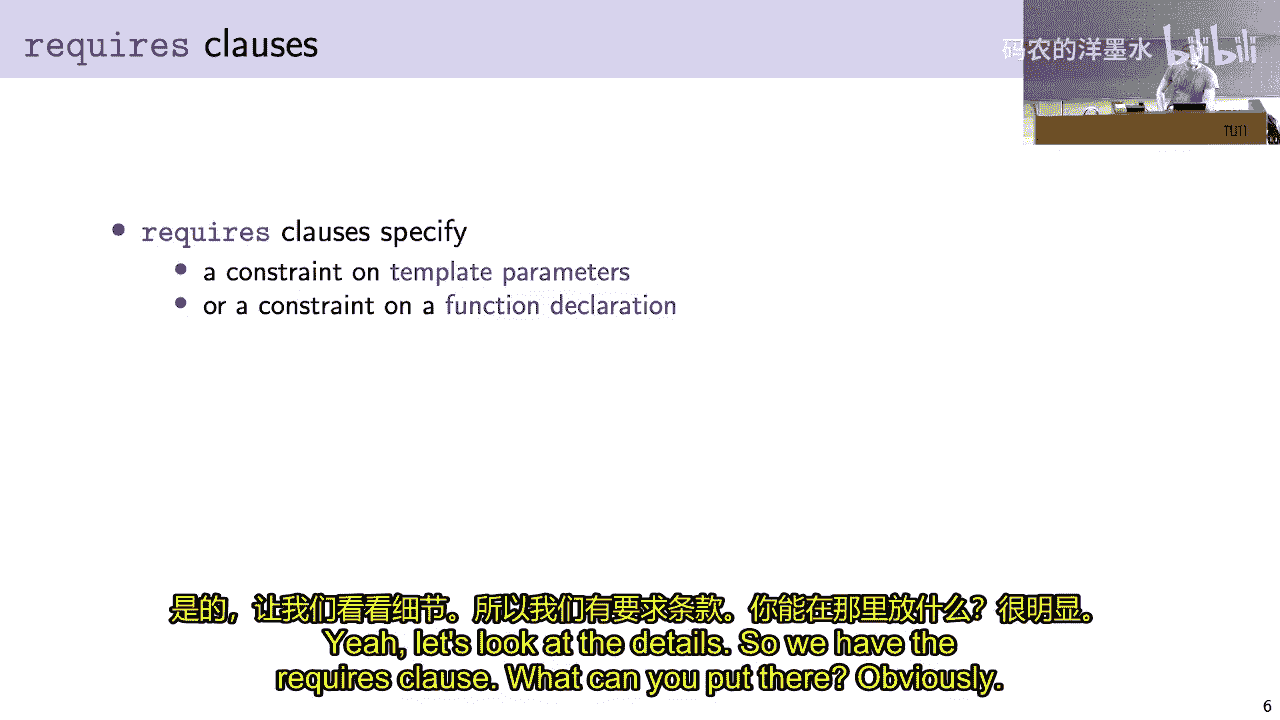 requires clauses
码农的洋墨水 bilibili
TUTI
• requires clauses specify
• a constraint on template parameters
• or a constraint on a function declaration
是的，让我们看看细节。所以我们有要求条款。你能在那里放什么？很明显。
Yeah, let's look at the details. So we have the
requires clause. What can you put there? Obviously.
6